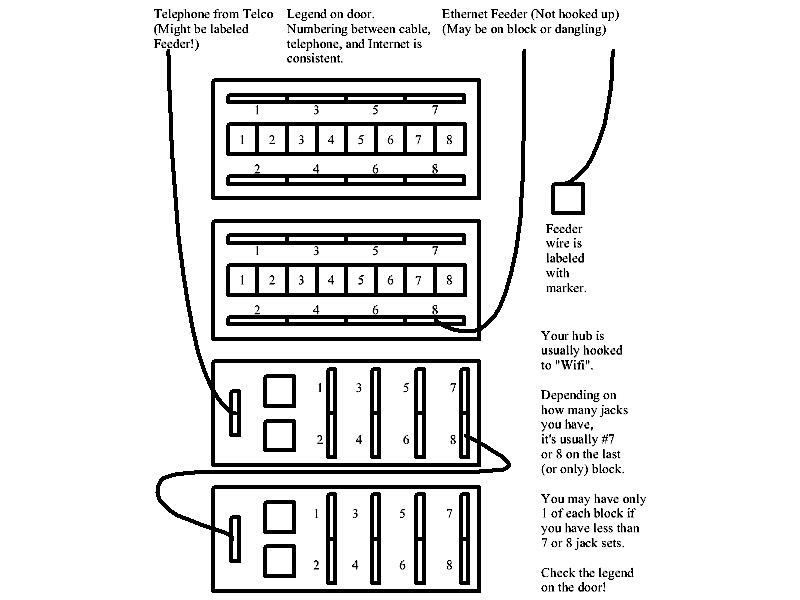 Telephone from Telco
(Might be labeled
Feeder!)
Legend on door.
Numbering between cable,
telephone, and Internet is
consistent.
Ethernet Feeder (Not hooked up)
(May be on block or dangling)
1 3 5 7
1 2 3 4 5 6 7 8
2 4 6 8
Feeder
wire is
labeled
with
marker.
1 3 5 7
1 2 3 4 5 6 7 8
2 4 6 8
Your hub is
usually hooked
to "Wifi".
Depending on
how many jacks
you have,
it's usually #7
or 8 on the last
(or only) block.
You may have only
1 of each block if
you have less than
7 or 8 jack sets.
Check the legend
on the door!
1 3 5 7
2 4 6 8
1 3 5 7
2 4 6 8